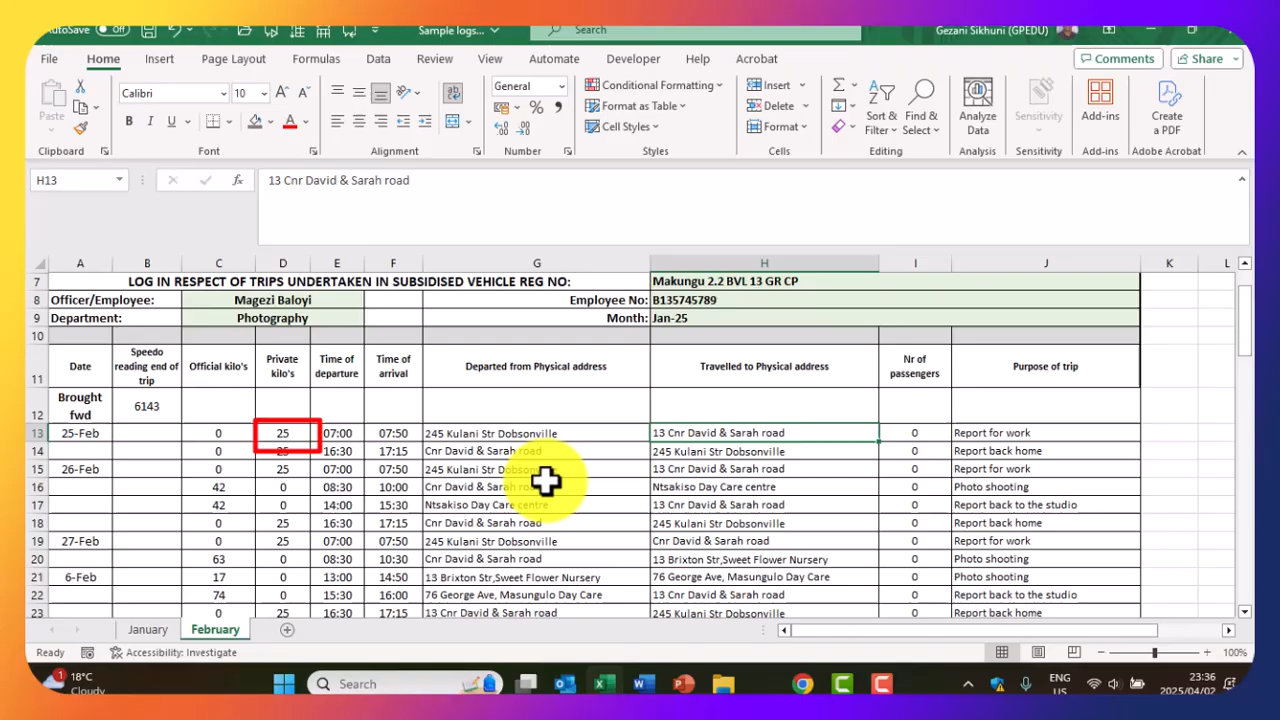 AutoSave Off Sample logs... Search Gezani Sikhuni (GPEDU)
File Home Insert Page Layout Formulas Data Review View Automate Developer Help Acrobat Comments Share
Calibri 10 General Conditional Formatting Insert
Paste Format as Table Delete Sort & Filter Find & Select Analyze Data Sensitivity Add-ins Create a PDF
B I U A Cell Styles Format
Clipboard Font Alignment Number Styles Cells Editing Analysis Sensitivity Add-ins Adobe Acrobat
H13 fx 13 Cnr David & Sarah road
A B C D E F G H I J K L
7 LOG IN RESPECT OF TRIPS UNDERTAKEN IN SUBSIDISED VEHICLE REG NO: Makungu 2.2 BVL 13 GR CP
8 Officer/Employee: Magezi Baloyi Employee No: B135745789
9 Department: Photography Month: Jan-25
10
11 Date Speedo reading end of trip Official kilo's Private kilo's Time of departure Time of arrival Departed from Physical address Travelled to Physical address Nr of passengers Purpose of trip
12 Brought fwd 6143
13 25-Feb 0 25 07:00 07:50 245 Kulani Str Dobsonville 13 Cnr David & Sarah road 0 Report for work
14 0 25 16:30 17:15 Cnr David & Sarah road 245 Kulani Str Dobsonville 0 Report back home
15 26-Feb 0 25 07:00 07:50 245 Kulani Str Dobsonville 13 Cnr David & Sarah road 0 Report for work
16 42 0 08:30 10:00 Cnr David & Sarah Ntsakiso Day Care centre 0 Photo shooting
17 42 0 14:00 15:30 Ntsakiso Day Care centre 13 Cnr David & Sarah road 0 Report back to the studio
18 0 25 16:30 17:15 Cnr David & Sarah road 245 Kulani Str Dobsonville 0 Report back home
19 27-Feb 0 25 07:00 07:50 245 Kulani Str Dobsonville Cnr David & Sarah road 0 Report for work
20 63 0 08:30 10:30 Cnr David & Sarah road 13 Brixton Str,Sweet Flower Nursery 0 Photo shooting
21 6-Feb 17 0 13:00 14:50 13 Brixton Str,Sweet Flower Nursery 76 George Ave, Masungulo Day Care 0 Photo shooting
22 74 0 15:30 16:00 76 George Ave, Masungulo Day Care 13 Cnr David & Sarah road 0 Report back to the studio
23 0 25 16:30 17:15 13 Cnr David & Sarah road 245 Kulani Str Dobsonville 0 Report back home
January February
Ready Accessibility: Investigate 100%
1 18°C Cloudy Search ENG US 23:36 2025/04/02